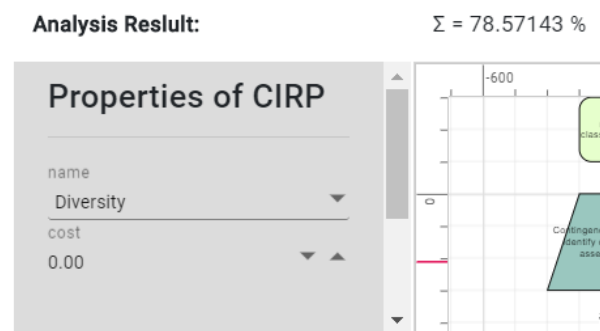 Analysis Reslult:
Σ = 78.57143 %
Properties of CIRP
-600
name
Diversity
cost
0.00
0